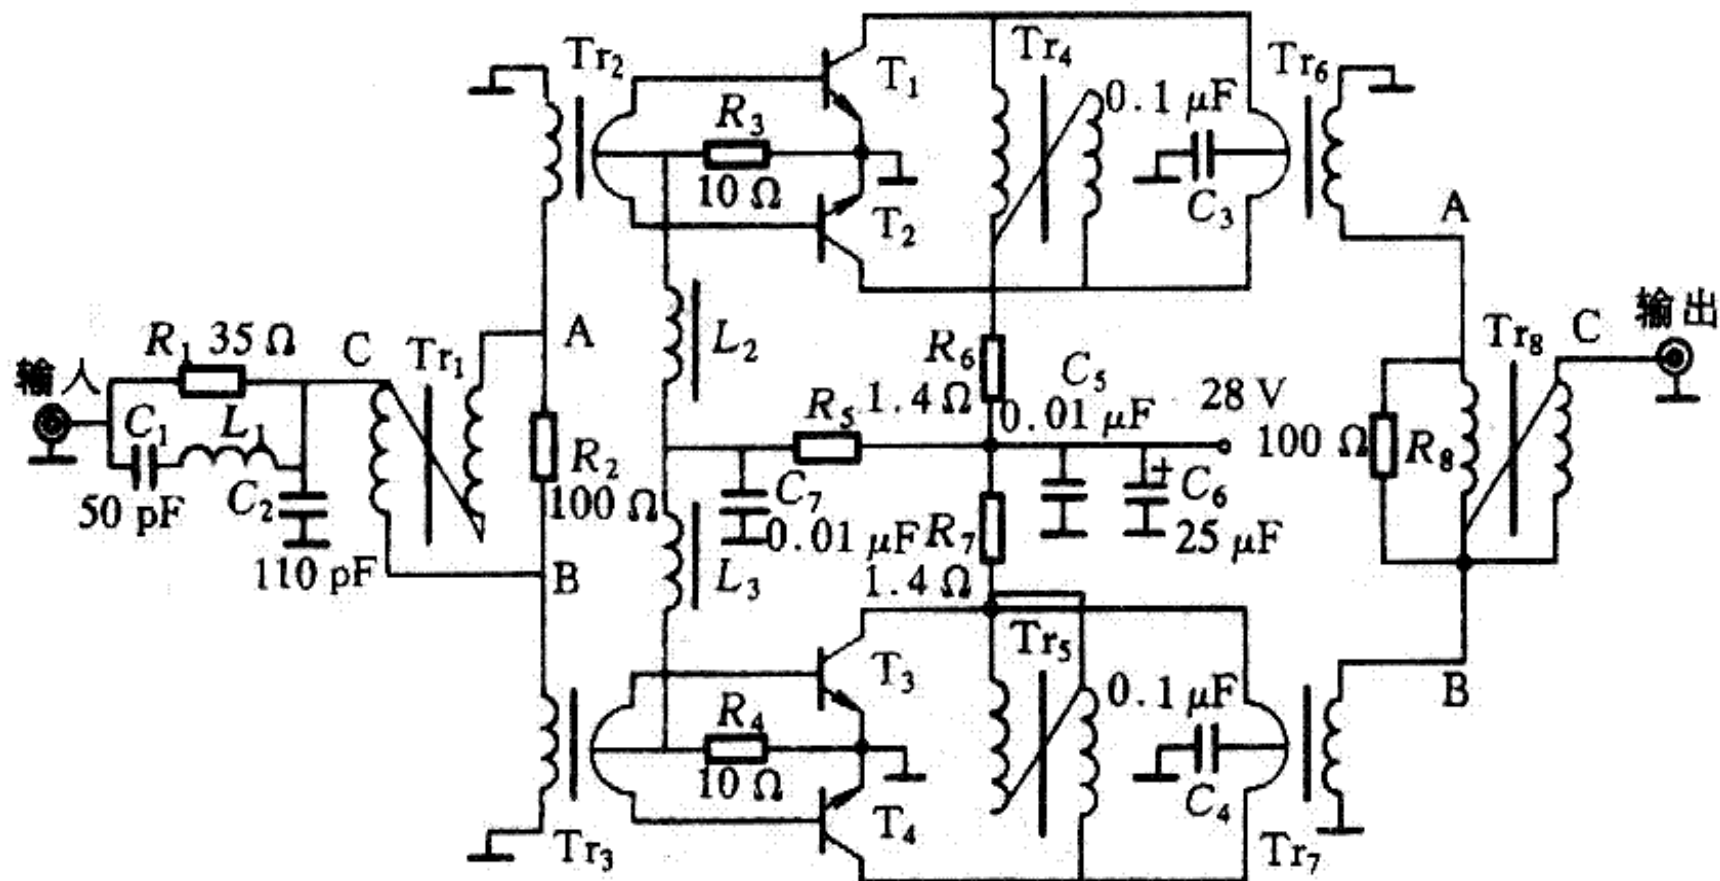 Tr₂
T₁
Tr₄
Tr₆
0.1 μF
R₃
10 Ω
C₃
T₂
A
输入
R₁ 35 Ω
C
Tr₁
A
L₂
R₆
1.4 Ω
C₅
0.01 μF
28 V
Tr₈
C
输出
C₁
L₁
50 pF
C₂
110 pF
R₂
100 Ω
R₅
C₇
0.01 μF
R₇
1.4 Ω
C₆
25 μF
+
100 Ω
R₈
B
L₃
Tr₅
T₃
0.1 μF
B
R₄
10 Ω
C₄
T₄
Tr₃
Tr₇